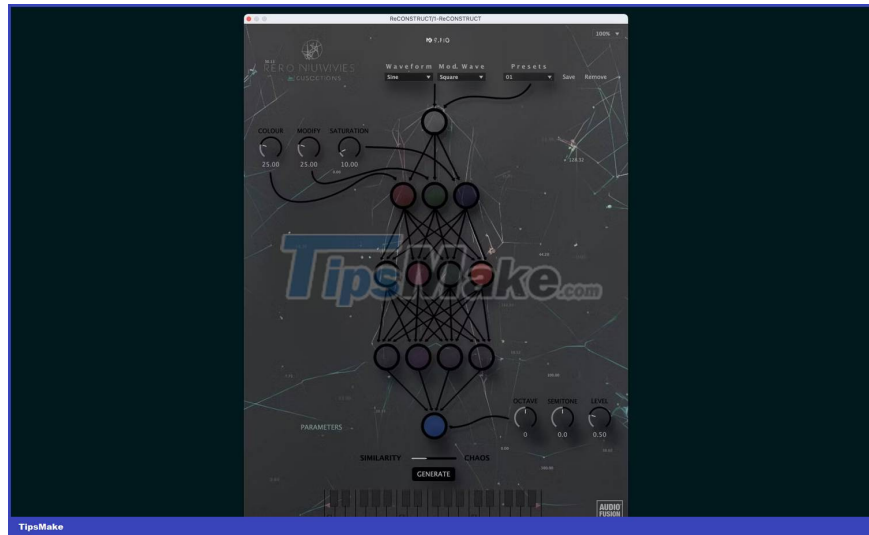 ReCONSTRUCT/1-ReCONSTRUCT
100%
Waveform Mod. Wave Presets
Sine Square 01 Save Remove
COLOUR MODIFY SATURATION
25.00 25.00 10.00
128.32
TipsMake.com
OCTAVE SEMITONE LEVEL
0 0.0 0.50
PARAMETERS
SIMILARITY CHAOS
GENERATE
AUDIO
FUSION
TipsMake